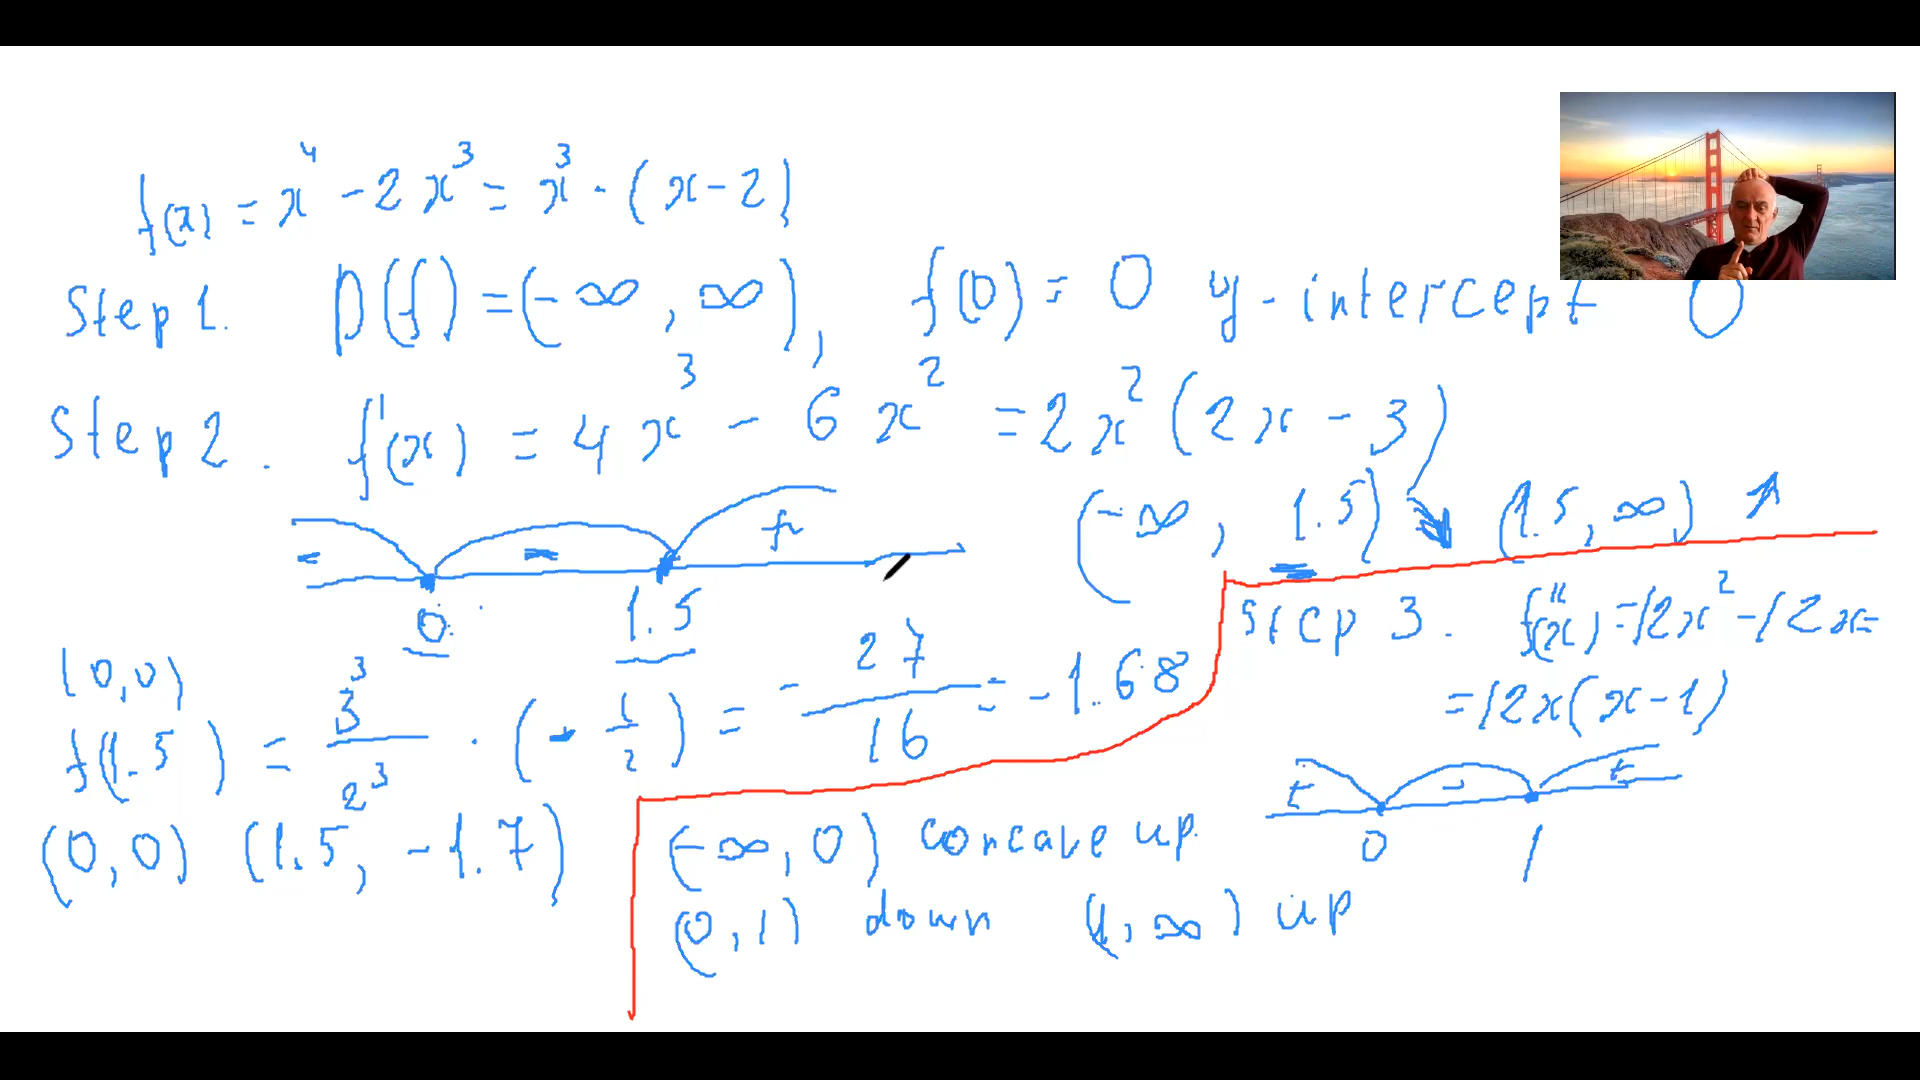 f(x) = x⁴ - 2x³ = x³ · (x - 2)
Step 1. D(f) = (-∞, ∞), f(0) = 0 y-intercept 0
Step 2. f'(x) = 4x³ - 6x² = 2x² (2x - 3)
(-∞, 1.5) ↘ (1.5, ∞) ↗
- - +
0 1.5
(0,0)
f(1.5) = 3³/2³ · (-1/2) = -27/16 = -1.68
(0,0) (1.5, -1.7)
Step 3. f''(x) = 12x² - 12x =
= 12x(x - 1)
+ - +
0 1
(-∞, 0) concave up
(0, 1) down (1, ∞) up